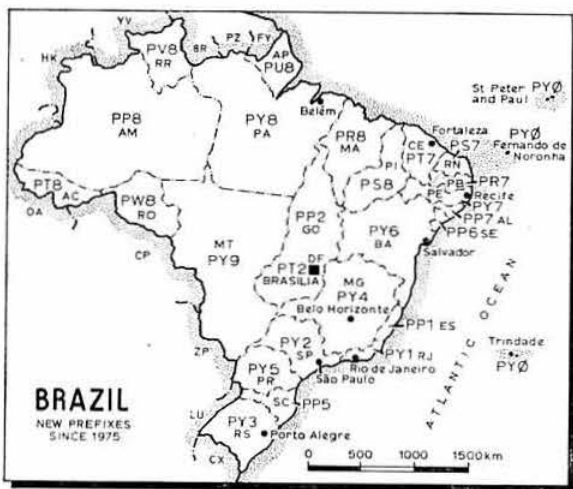 YV
HK
PV8
RR
BR
PZ
FY
AP
PU8
PP8
AM
PY8
PA
Belém
St Peter
and Paul
PYØ
PYØ
Fernando de
Noronha
PR8
MA
CE
Fortaleza
PT7
PS7
RN
PI
PS8
PB
PR7
PE
Recife
PY7
PP7 AL
PP6 SE
PT8
AC
OA
PW8
RO
CP
PP2
GO
PY6
BA
Salvador
MT
PY9
DF
PT2
BRASILIA
MG
PY4
Belo Horizonte
PP1 ES
ATLANTIC OCEAN
Trindade
PYØ
ZP
PY2
SP
PY1 RJ
Rio de Janeiro
São Paulo
PY5
PR
SC
PP5
LU
PY3
RS
Porto Alegre
CX
BRAZIL
NEW PREFIXES
SINCE 1975
0 500 1000 1500km